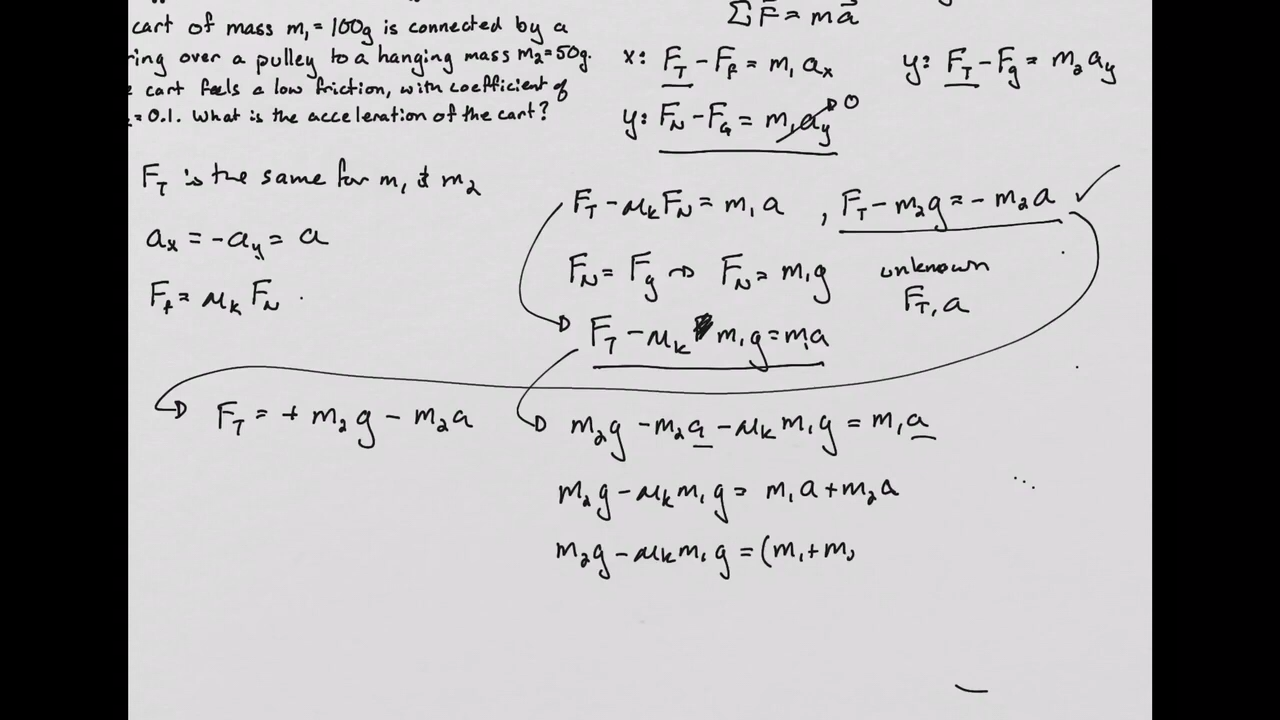 cart of mass m₁ = 100g is connected by a
ring over a pulley to a hanging mass m₂=50g.
cart feels a low friction, with coefficient of
= 0.1. What is the acceleration of the cart?
F_T is the same for m₁ & m₂
a_x = -a_y = a
F_f = μ_k F_N
ΣF⃗ = ma⃗
x: F_T - F_f = m₁ a_x
y: F_T - F_g = m₂ a_y
y: F_N - F_G = m₁ a_y 0
F_T - μ_k F_N = m₁ a , F_T - m₂g = - m₂a ✓
F_N = F_g ⇒ F_N = m₁g
unknown
F_T, a
F_T - μ_k m₁g = m₁a
F_T = + m₂g - m₂a
m₂g - m₂a - μ_k m₁g = m₁a
m₂g - μ_k m₁g = m₁a + m₂a
m₂g - μ_k m₁g = (m₁+m